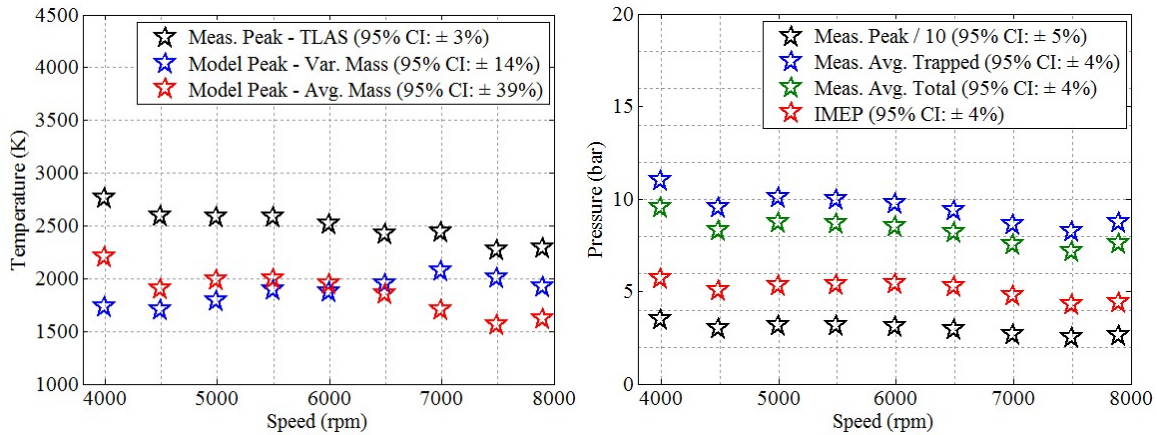 4500
4000
3500
3000
2500
2000
1500
1000
Temperature (K)
Meas. Peak - TLAS (95% CI: ± 3%)
Model Peak - Var. Mass (95% CI: ± 14%)
Model Peak - Avg. Mass (95% CI: ± 39%)
4000 5000 6000 7000 8000
Speed (rpm)
20
15
10
5
0
Pressure (bar)
Meas. Peak / 10 (95% CI: ± 5%)
Meas. Avg. Trapped (95% CI: ± 4%)
Meas. Avg. Total (95% CI: ± 4%)
IMEP (95% CI: ± 4%)
4000 5000 6000 7000 8000
Speed (rpm)